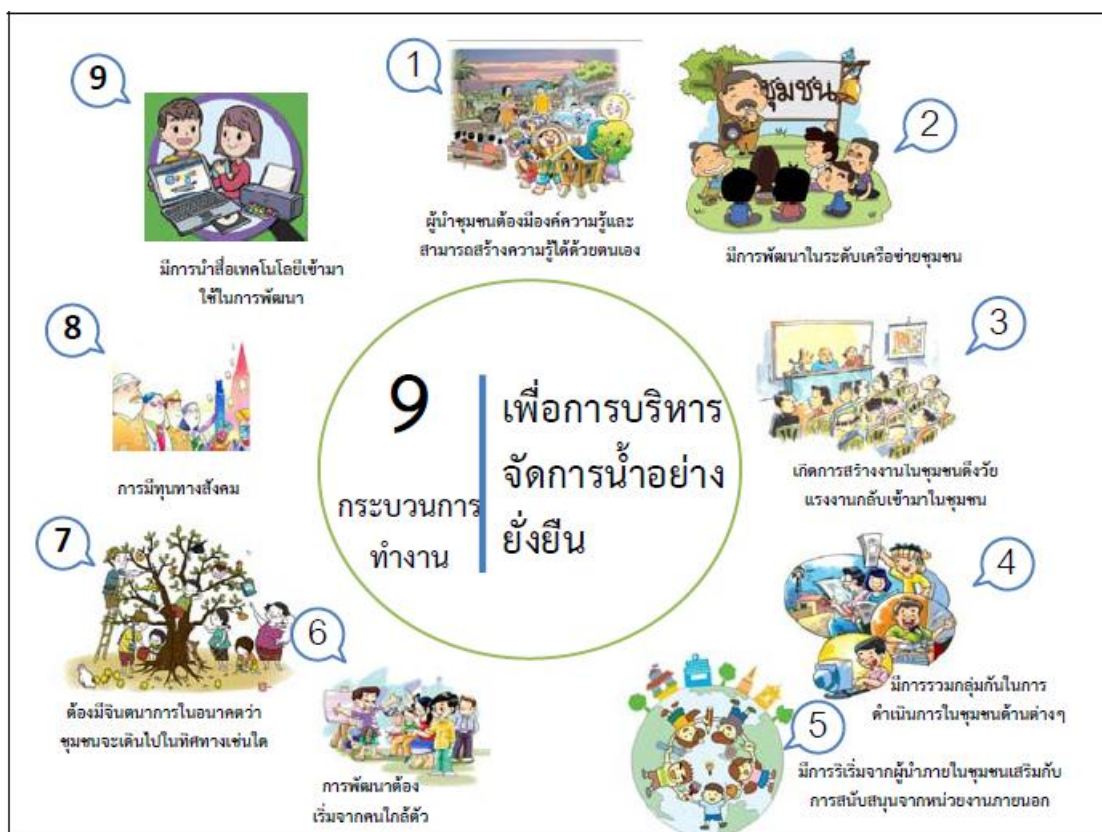 9
กระบวนการ
ทำงาน
เพื่อการบริหาร
จัดการน้ำอย่าง
ยั่งยืน
1
ผู้นำชุมชนต้องมีองค์ความรู้และ
สามารถสร้างความรู้ได้ด้วยตนเอง
ชุมชน
2
มีการพัฒนาในระดับเครือข่ายชุมชน
3
เกิดการสร้างงานในชุมชนดึงวัย
แรงงานกลับเข้ามาในชุมชน
4
มีการรวมกลุ่มกันในการ
ดำเนินการในชุมชนด้านต่างๆ
5
มีการริเริ่มจากผู้นำภายในชุมชนเสริมกับ
การสนับสนุนจากหน่วยงานภายนอก
6
การพัฒนาต้อง
เริ่มจากคนใกล้ตัว
7
ต้องมีจินตนาการในอนาคตว่า
ชุมชนจะเดินไปในทิศทางเช่นใด
8
การมีทุนทางสังคม
9
มีการนำสื่อเทคโนโลยีเข้ามา
ใช้ในการพัฒนา